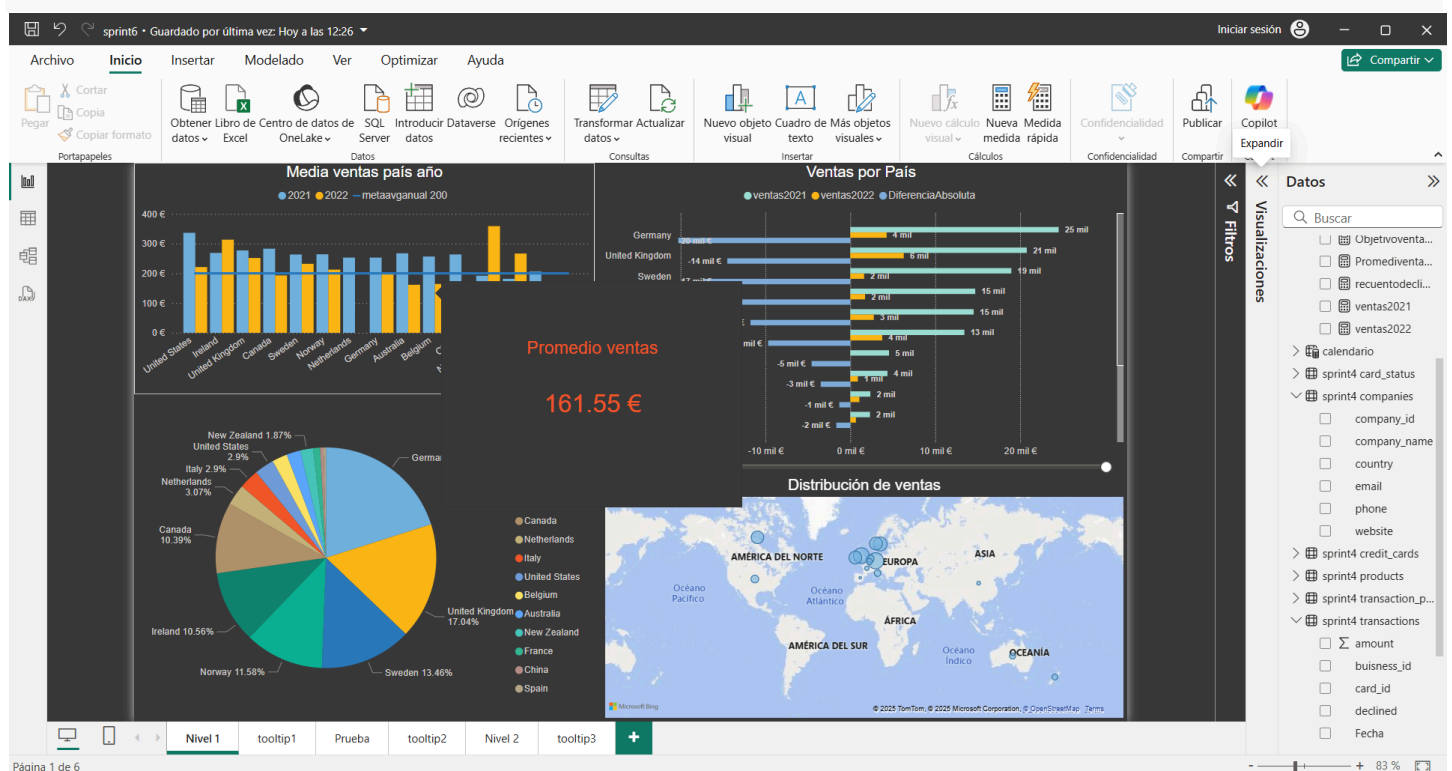 sprint6 • Guardado por última vez: Hoy a las 12:26
Iniciar sesión
Archivo Inicio Insertar Modelado Ver Optimizar Ayuda
Compartir
Pegar
Cortar
Copia
Copiar formato
Portapapeles
Obtener datos
Libro de Excel
Centro de datos de OneLake
SQL Server
Introducir datos
Dataverse
Orígenes recientes
Datos
Transformar datos
Actualizar
Consultas
Nuevo objeto visual
Cuadro de texto
Más objetos visuales
Insertar
Nuevo cálculo visual
Nueva medida
Medida rápida
Cálculos
Confidencialidad
Confidencialidad
Publicar
Compartir
Copilot
Expandir
Media ventas país año
2021 2022 metaavganual 200
400 €
300 €
200 €
100 €
0 €
United States
Ireland
United Kingdom
Canada
Sweden
Norway
Netherlands
Germany
Australia
Belgium
Promedio ventas
161.55 €
Ventas por País
ventas2021 ventas2022 DiferenciaAbsoluta
Germany
-20 mil €
4 mil
25 mil
United Kingdom
-14 mil €
6 mil
21 mil
Sweden
2 mil
19 mil
15 mil
2 mil
15 mil
3 mil
13 mil
4 mil
5 mil
-5 mil €
4 mil
-3 mil €
1 mil
2 mil
-1 mil €
2 mil
-2 mil €
-10 mil € 0 mil € 10 mil € 20 mil €
New Zealand 1.87%
United States
2.9%
Italy 2.9%
Netherlands
3.07%
Canada
10.39%
Ireland 10.56%
Norway 11.58%
Sweden 13.46%
United Kingdom
17.04%
Canada
Netherlands
Italy
United States
Belgium
Australia
New Zealand
France
China
Spain
Distribución de ventas
AMÉRICA DEL NORTE
EUROPA
ASIA
Océano
Pacífico
Océano
Atlántico
ÁFRICA
AMÉRICA DEL SUR
Océano
Índico
OCEANÍA
Microsoft Bing
© 2025 TomTom, © 2025 Microsoft Corporation, © OpenStreetMap Terms
Filtros
Visualizaciones
Datos
Buscar
Objetivoventa...
Promediventa...
recuentodecli...
ventas2021
ventas2022
calendario
sprint4 card_status
sprint4 companies
company_id
company_name
country
email
phone
website
sprint4 credit_cards
sprint4 products
sprint4 transaction_p...
sprint4 transactions
amount
buisness_id
card_id
declined
Fecha
Nivel 1 tooltip1 Prueba tooltip2 Nivel 2 tooltip3
Página 1 de 6
83 %